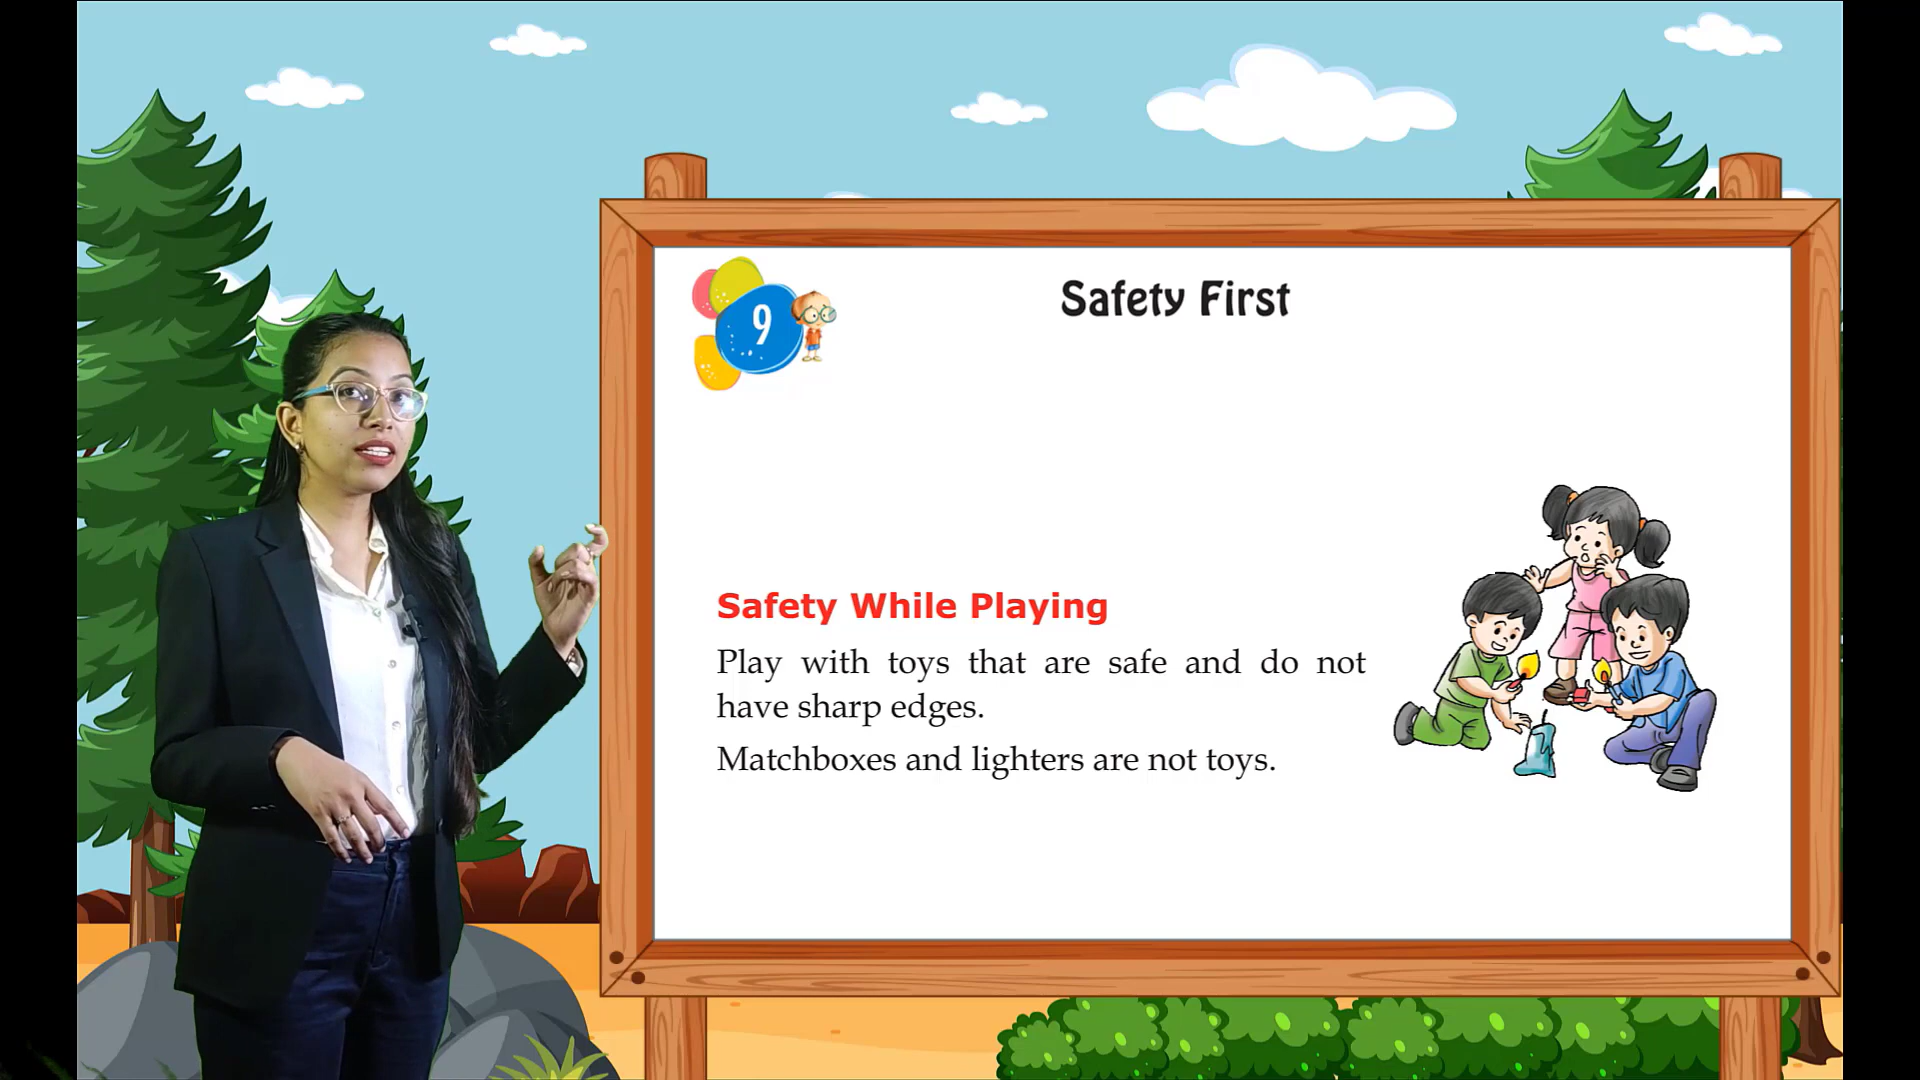 9
Safety First
Safety While Playing
Play with toys that are safe and do not
have sharp edges.
Matchboxes and lighters are not toys.